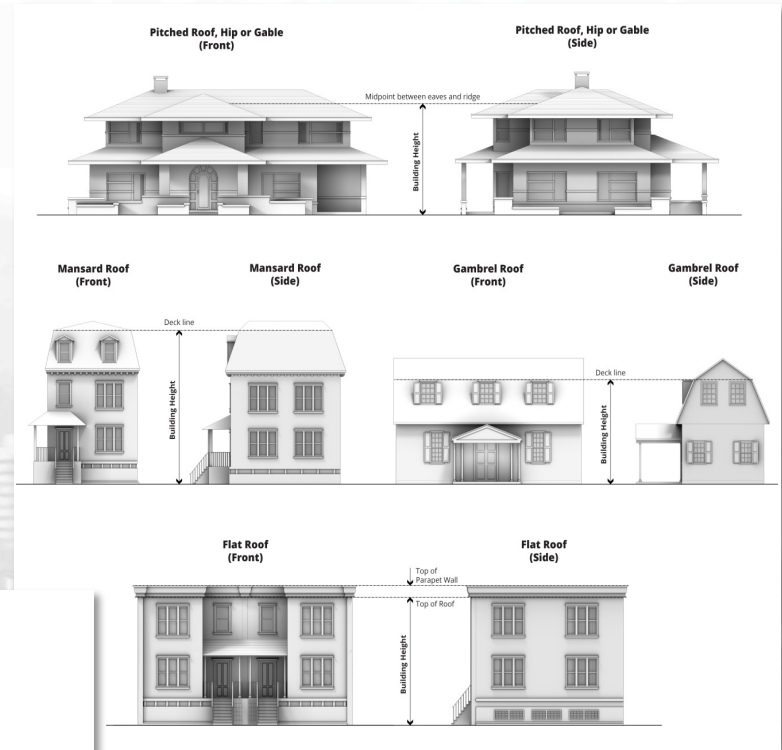 Pitched Roof, Hip or Gable
(Front)
Pitched Roof, Hip or Gable
(Side)
Midpoint between eaves and ridge
Building Height
Mansard Roof
(Front)
Mansard Roof
(Side)
Gambrel Roof
(Front)
Gambrel Roof
(Side)
Deck line
Building Height
Deck line
Building Height
Flat Roof
(Front)
Flat Roof
(Side)
Top of
Parapet Wall
Top of Roof
Building Height